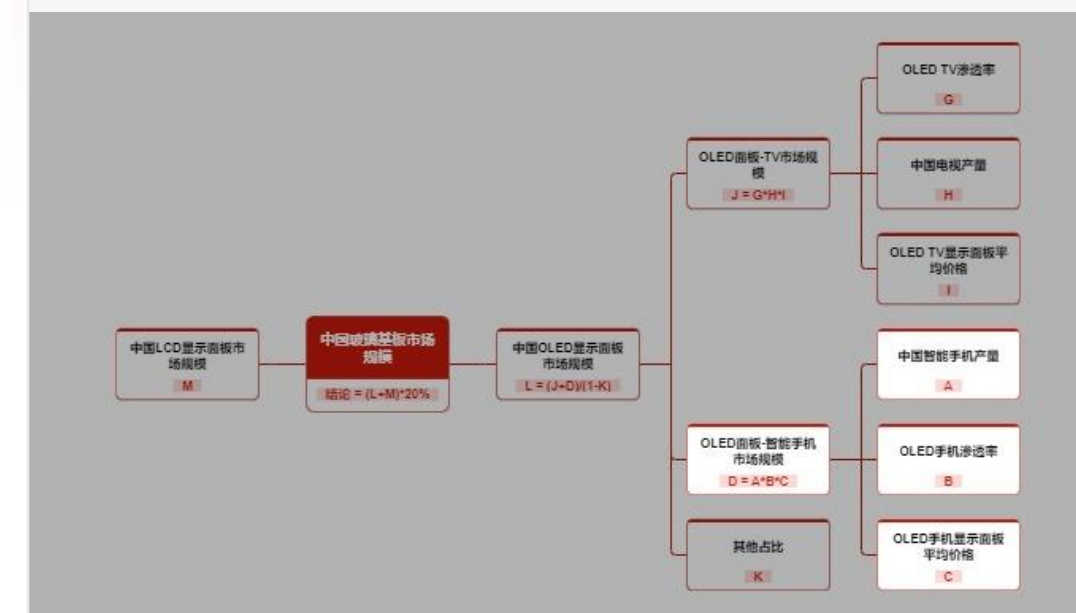 OLED TV渗透率
G
OLED面板-TV市场规
模
J = G*H*I
中国电视产量
H
OLED TV显示面板平
均价格
I
中国LCD显示面板市
场规模
M
中国玻璃基板市场
规模
结论 = (L+M)*20%
中国OLED显示面板
市场规模
L = (J+D)/(1-K)
中国智能手机产量
A
OLED面板-智能手机
市场规模
D = A*B*C
OLED手机渗透率
B
其他占比
K
OLED手机显示面板
平均价格
C